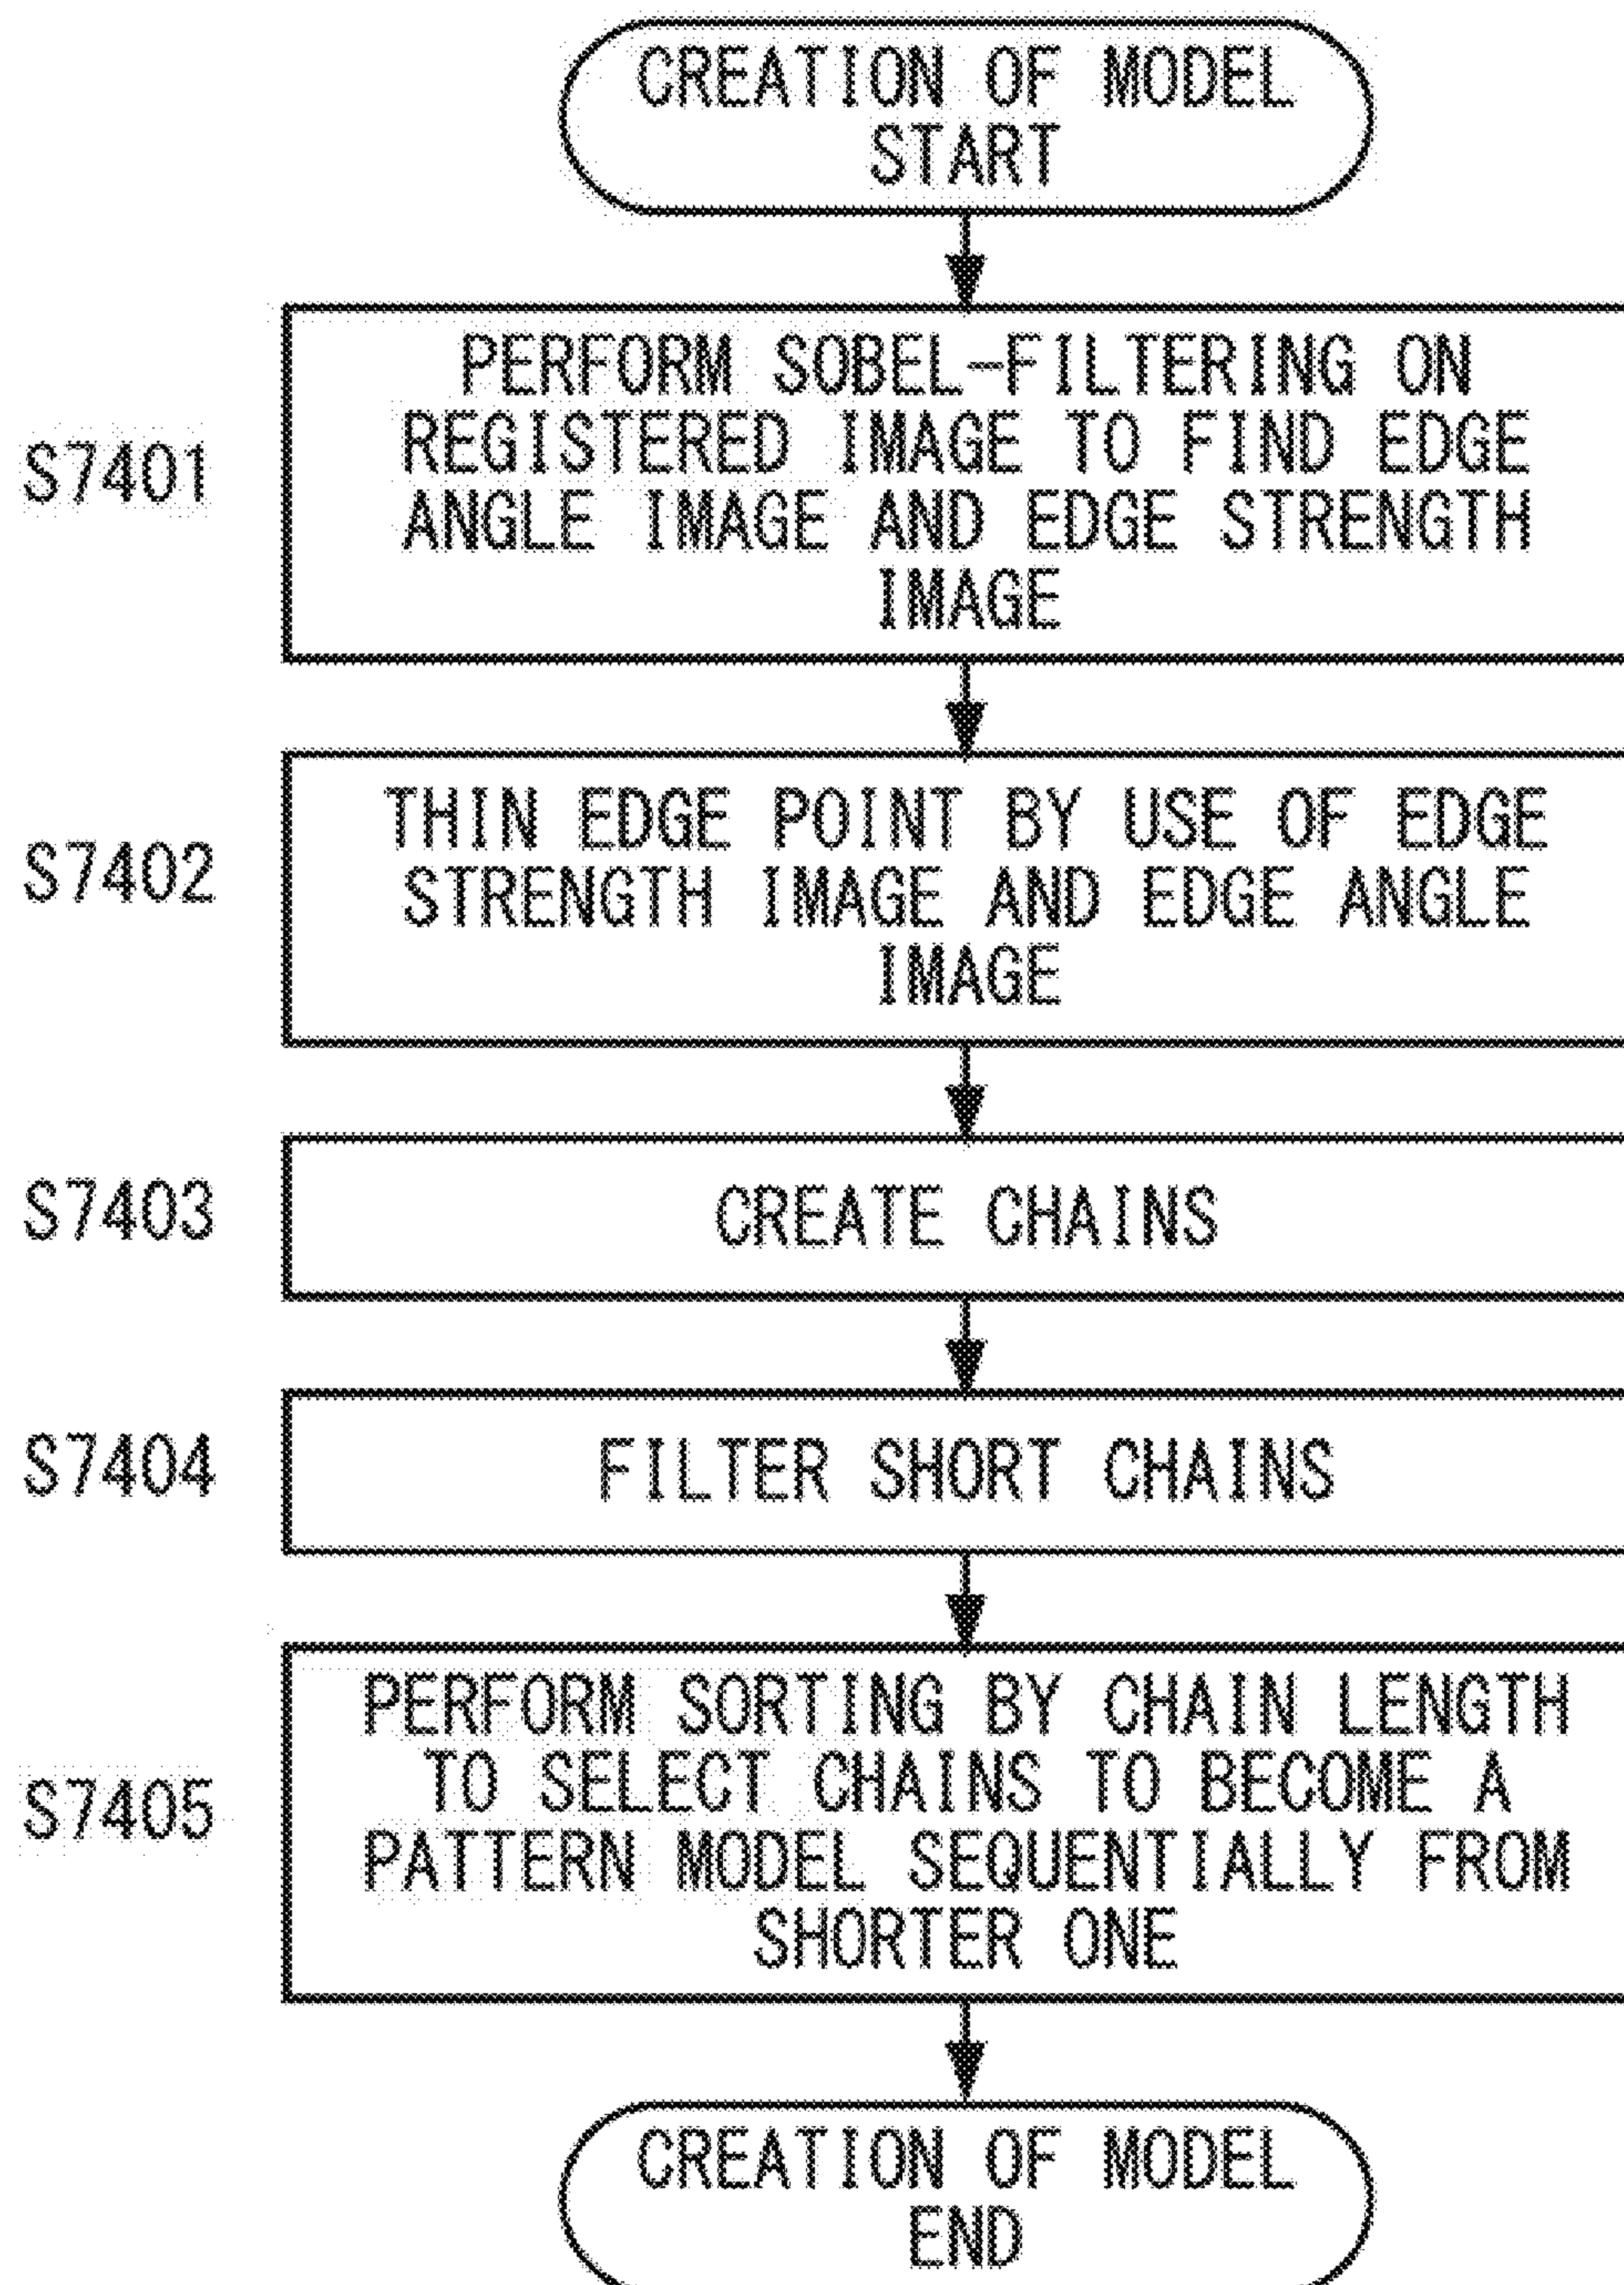 CREATION OF MODEL
START
S7401
PERFORM SOBEL-FILTERING ON
REGISTERED IMAGE TO FIND EDGE
ANGLE IMAGE AND EDGE STRENGTH
IMAGE
S7402
THIN EDGE POINT BY USE OF EDGE
STRENGTH IMAGE AND EDGE ANGLE
IMAGE
S7403
CREATE CHAINS
S7404
FILTER SHORT CHAINS
S7405
PERFORM SORTING BY CHAIN LENGTH
TO SELECT CHAINS TO BECOME A
PATTERN MODEL SEQUENTIALLY FROM
SHORTER ONE
CREATION OF MODEL
END